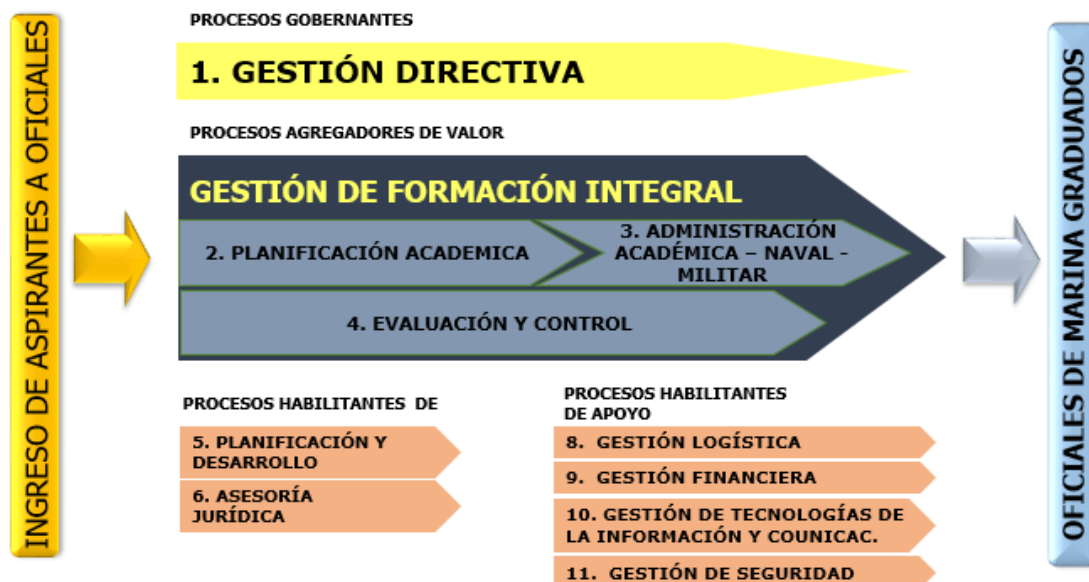 INGRESO DE ASPIRANTES A OFICIALES
PROCESOS GOBERNANTES
1. GESTIÓN DIRECTIVA
PROCESOS AGREGADORES DE VALOR
GESTIÓN DE FORMACIÓN INTEGRAL
2. PLANIFICACIÓN ACADEMICA
3. ADMINISTRACIÓN
ACADÉMICA – NAVAL -
MILITAR
4. EVALUACIÓN Y CONTROL
PROCESOS HABILITANTES DE
5. PLANIFICACIÓN Y
DESARROLLO
6. ASESORÍA
JURÍDICA
PROCESOS HABILITANTES
DE APOYO
8. GESTIÓN LOGÍSTICA
9. GESTIÓN FINANCIERA
10. GESTIÓN DE TECNOLOGÍAS DE
LA INFORMACIÓN Y COUNICAC.
11. GESTIÓN DE SEGURIDAD
OFICIALES DE MARINA GRADUADOS